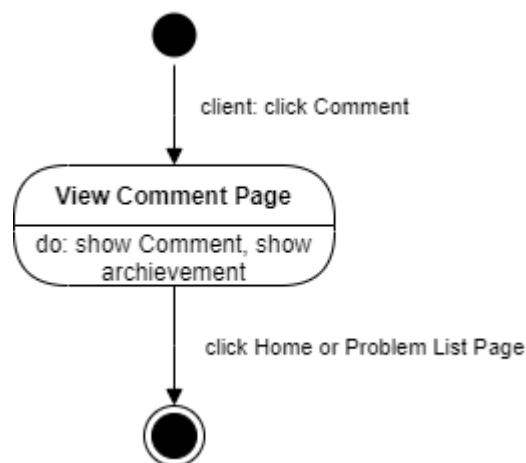 client: click Comment
View Comment Page
do: show Comment, show
archievement
click Home or Problem List Page